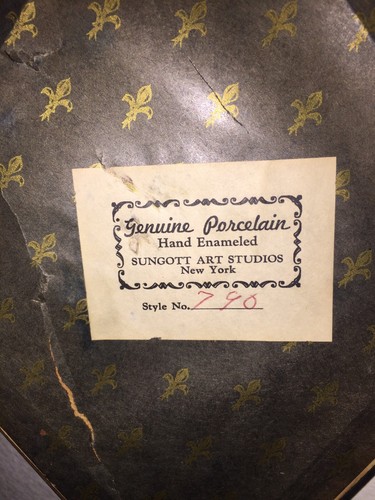 Genuine Porcelain
Hand Enameled
SUNGOTT ART STUDIOS
New York
Style No. 790